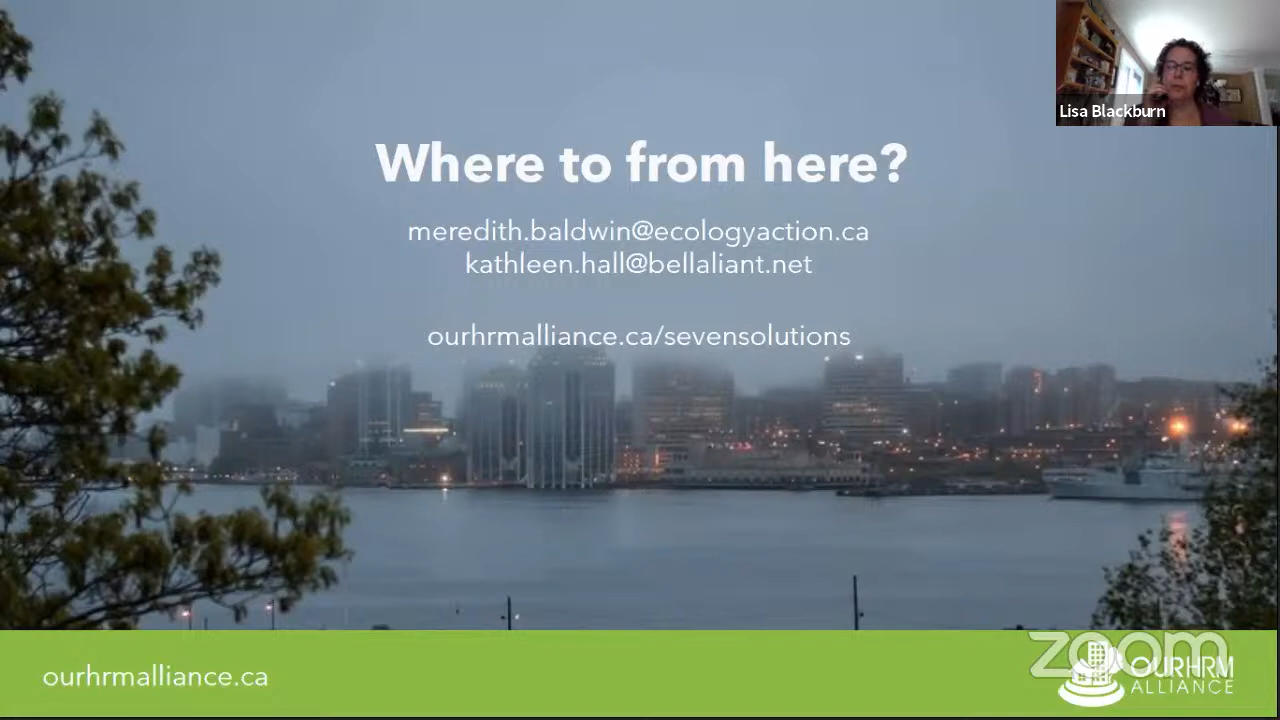 Lisa Blackburn
Where to from here?
meredith.baldwin@ecologyaction.ca
kathleen.hall@bellaliant.net
ourhrmalliance.ca/sevensolutions
ourhrmalliance.ca
zoom
OURHRM
ALLIANCE